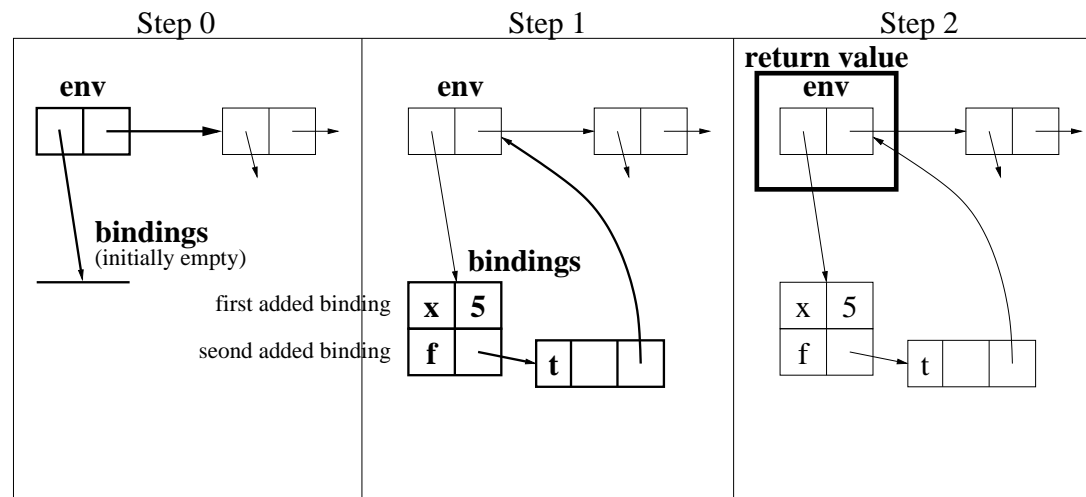 Step 0
Step 1
Step 2
env
bindings
(initially empty)
env
bindings
first added binding
x 5
seond added binding
f
t
return value
env
x 5
f
t